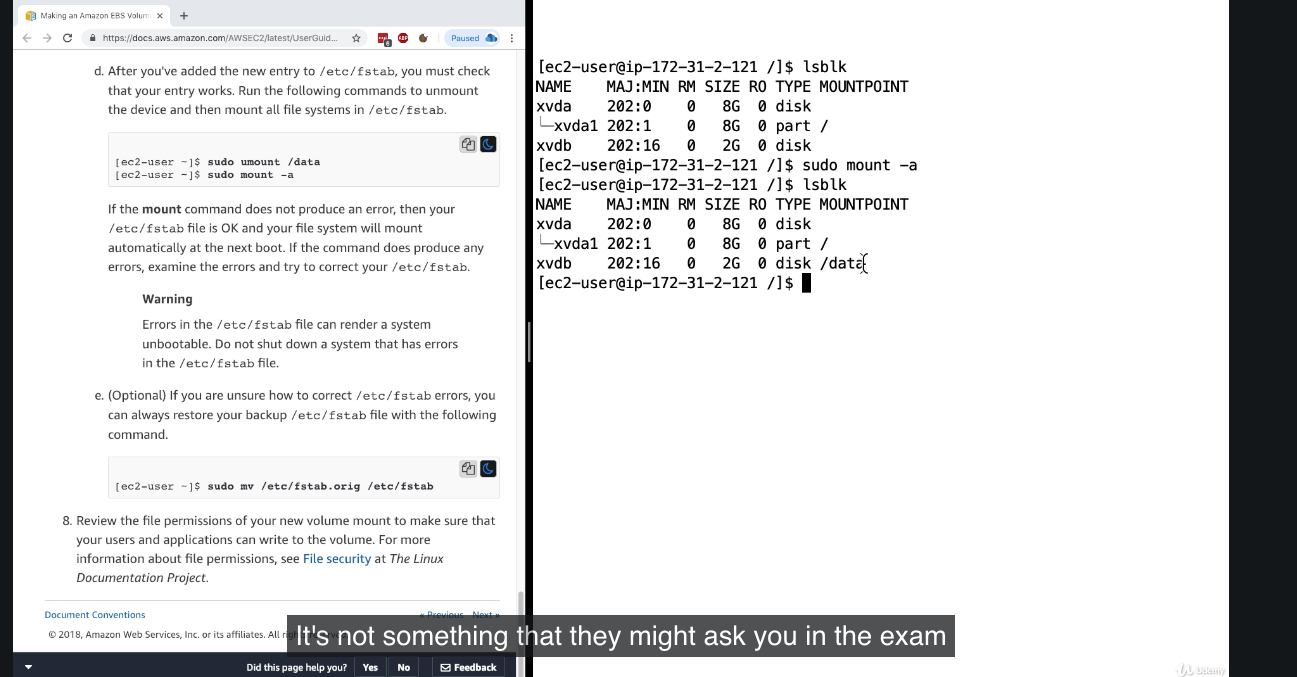 Making an Amazon EBS Volum
https://docs.aws.amazon.com/AWSEC2/latest/UserGuid...
6
ABP
Paused
d. After you've added the new entry to /etc/fstab, you must check
that your entry works. Run the following commands to unmount
the device and then mount all file systems in /etc/fstab.
[ec2-user ~]$ sudo umount /data
[ec2-user ~]$ sudo mount -a
If the mount command does not produce an error, then your
/etc/fstab file is OK and your file system will mount
automatically at the next boot. If the command does produce any
errors, examine the errors and try to correct your /etc/fstab.
Warning
Errors in the /etc/fstab file can render a system
unbootable. Do not shut down a system that has errors
in the /etc/fstab file.
e. (Optional) If you are unsure how to correct /etc/fstab errors, you
can always restore your backup /etc/fstab file with the following
command.
[ec2-user ~]$ sudo mv /etc/fstab.orig /etc/fstab
8. Review the file permissions of your new volume mount to make sure that
your users and applications can write to the volume. For more
information about file permissions, see File security at The Linux
Documentation Project.
Document Conventions
« Previous Next »
© 2018, Amazon Web Services, Inc. or its affiliates. All
Did this page help you? Yes No Feedback
[ec2-user@ip-172-31-2-121 /]$ lsblk
NAME MAJ:MIN RM SIZE RO TYPE MOUNTPOINT
xvda 202:0 0 8G 0 disk
└─xvda1 202:1 0 8G 0 part /
xvdb 202:16 0 2G 0 disk
[ec2-user@ip-172-31-2-121 /]$ sudo mount -a
[ec2-user@ip-172-31-2-121 /]$ lsblk
NAME MAJ:MIN RM SIZE RO TYPE MOUNTPOINT
xvda 202:0 0 8G 0 disk
└─xvda1 202:1 0 8G 0 part /
xvdb 202:16 0 2G 0 disk /data
[ec2-user@ip-172-31-2-121 /]$
It's not something that they might ask you in the exam
Udemy